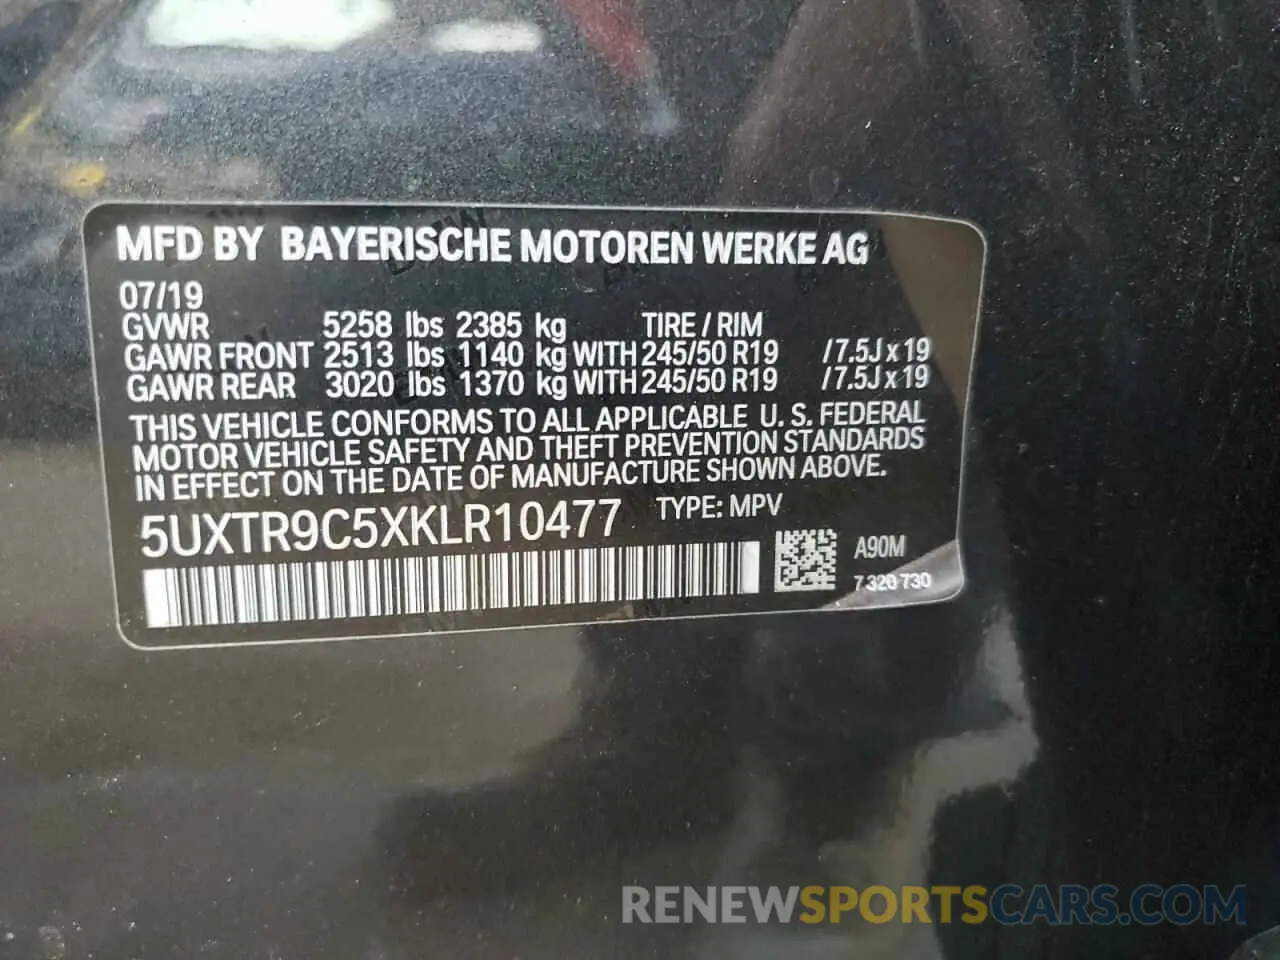 MFD BY BAYERISCHE MOTOREN WERKE AG
07/19
GVWR 5258 lbs 2385 kg TIRE / RIM
GAWR FRONT 2513 lbs 1140 kg WITH 245/50 R19 / 7.5J x 19
GAWR REAR 3020 lbs 1370 kg WITH 245/50 R19 / 7.5J x 19
THIS VEHICLE CONFORMS TO ALL APPLICABLE U. S. FEDERAL
MOTOR VEHICLE SAFETY AND THEFT PREVENTION STANDARDS
IN EFFECT ON THE DATE OF MANUFACTURE SHOWN ABOVE.
5UXTR9C5XKLR10477 TYPE: MPV
A90M
7 320 730
RENEWSPORTSCARS.COM